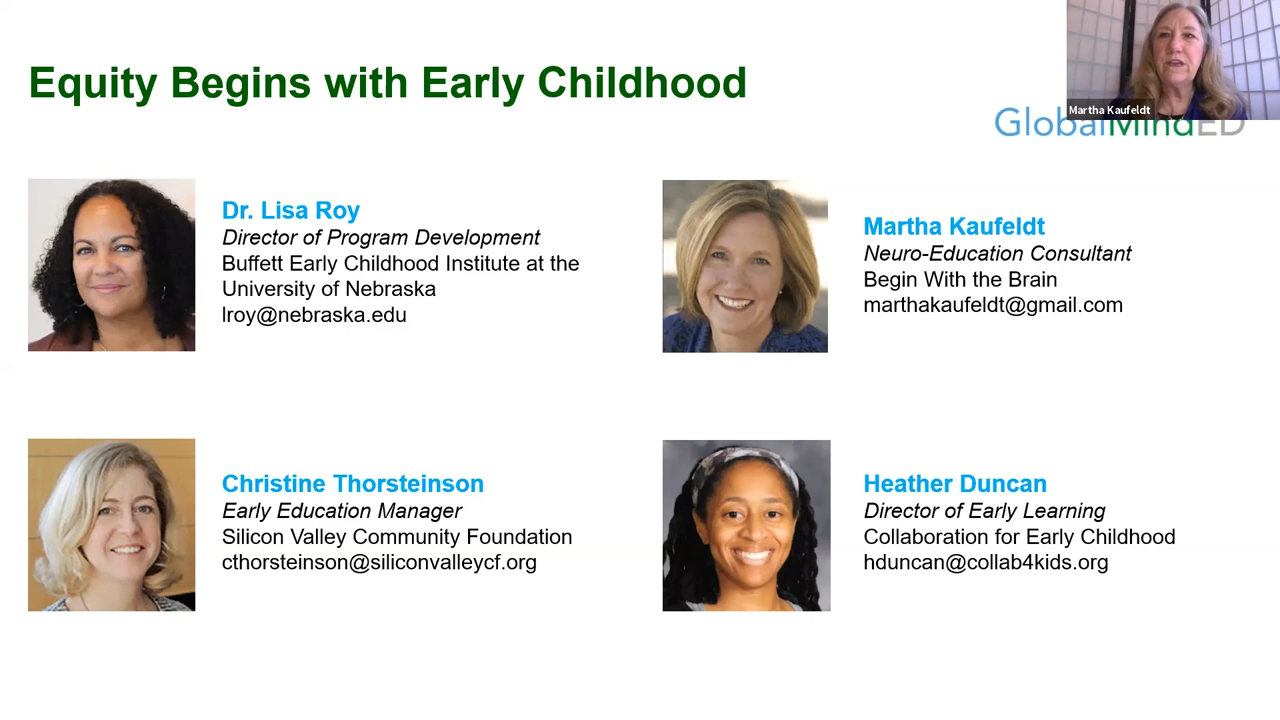 Equity Begins with Early Childhood
Martha Kaufeldt
GlobalMindED
Dr. Lisa Roy
Director of Program Development
Buffett Early Childhood Institute at the
University of Nebraska
lroy@nebraska.edu
Martha Kaufeldt
Neuro-Education Consultant
Begin With the Brain
marthakaufeldt@gmail.com
Christine Thorsteinson
Early Education Manager
Silicon Valley Community Foundation
cthorsteinson@siliconvalleycf.org
Heather Duncan
Director of Early Learning
Collaboration for Early Childhood
hduncan@collab4kids.org